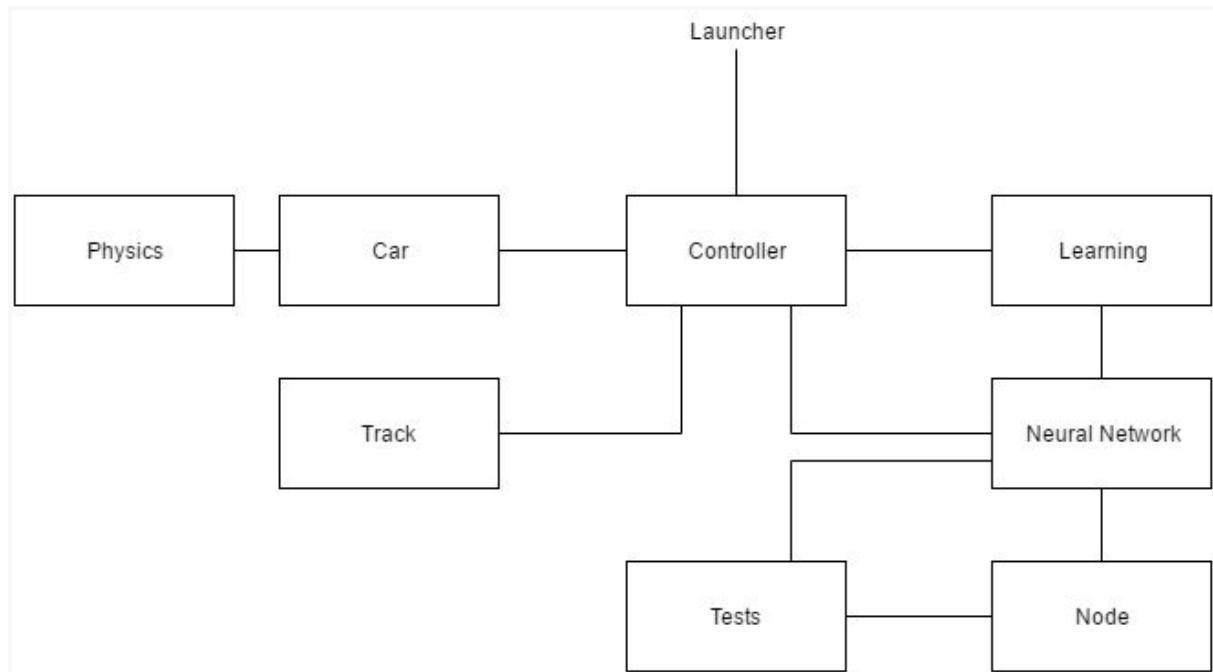 Launcher
Physics
Car
Controller
Learning
Track
Neural Network
Tests
Node